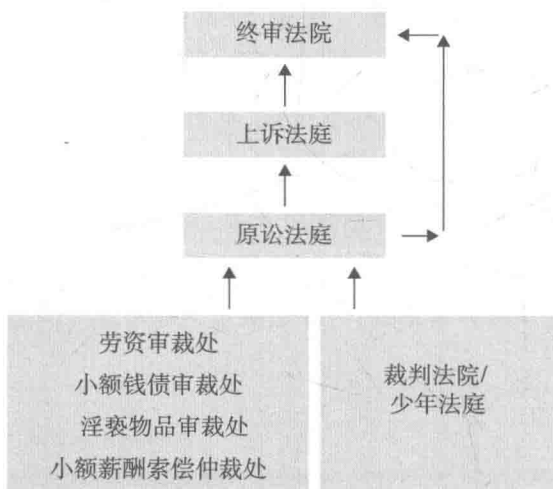 终审法院
上诉法庭
原讼法庭
劳资审裁处
小额钱债审裁处
淫亵物品审裁处
小额薪酬索偿仲裁处
裁判法院/
少年法庭